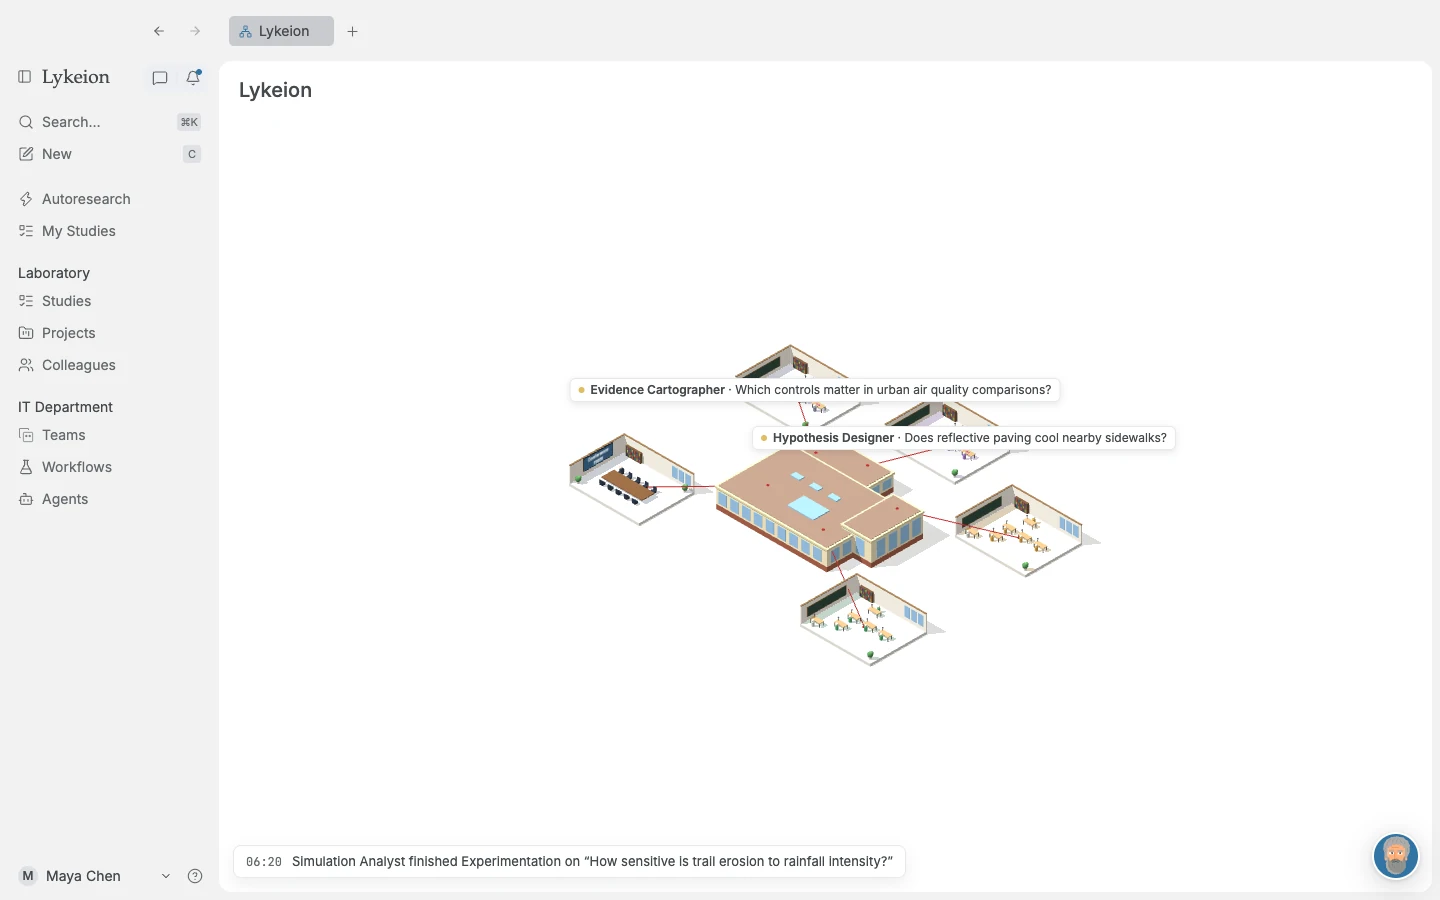 Lykeion
Lykeion
Search...
⌘K
New
C
Autoresearch
My Studies
Laboratory
Studies
Projects
Colleagues
IT Department
Teams
Workflows
Agents
M Maya Chen
Lykeion
Evidence Cartographer · Which controls matter in urban air quality comparisons?
Hypothesis Designer · Does reflective paving cool nearby sidewalks?
06:20 Simulation Analyst finished Experimentation on “How sensitive is trail erosion to rainfall intensity?”